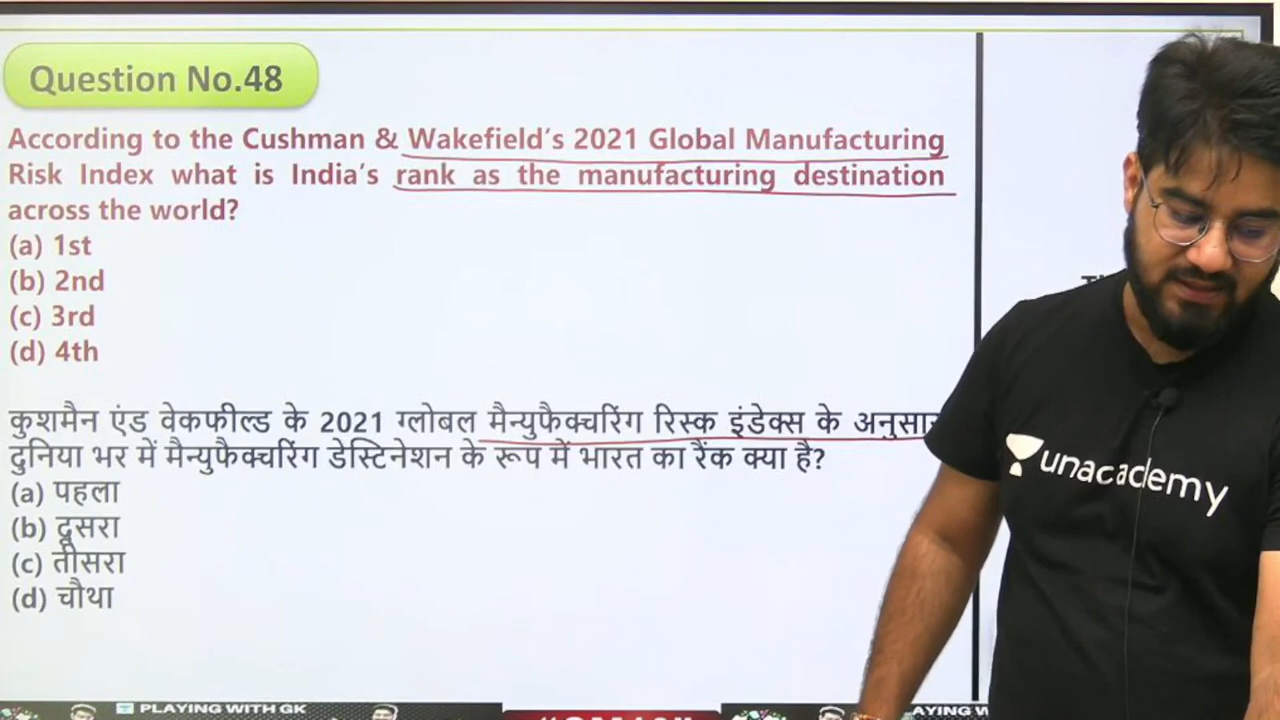 Question No.48
According to the Cushman & Wakefield's 2021 Global Manufacturing
Risk Index what is India's rank as the manufacturing destination
across the world?
(a) 1st
(b) 2nd
(c) 3rd
(d) 4th
कुशमैन एंड वेकफील्ड के 2021 ग्लोबल मैन्युफैक्चरिंग रिस्क इंडेक्स के अनुसार
दुनिया भर में मैन्युफैक्चरिंग डेस्टिनेशन के रूप में भारत का रैंक क्या है?
(a) पहला
(b) दूसरा
(c) तीसरा
(d) चौथा
unacademy
PLAYING WITH GK